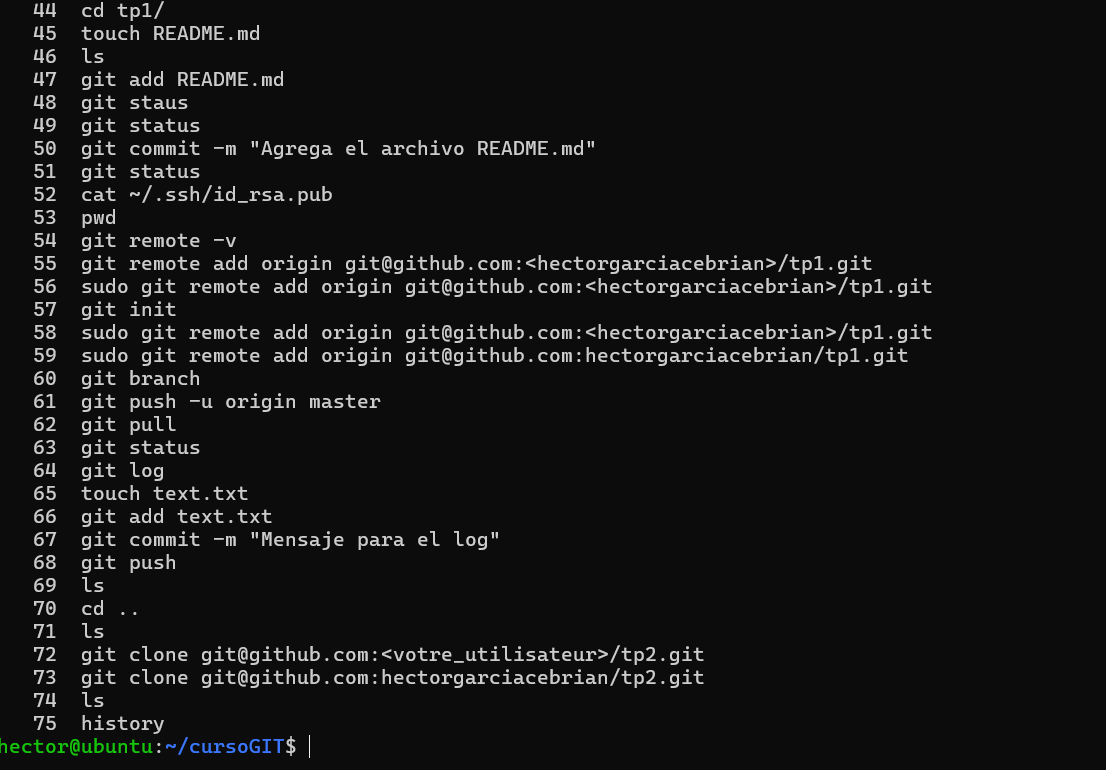 44 cd tp1/
45 touch README.md
46 ls
47 git add README.md
48 git staus
49 git status
50 git commit -m "Agrega el archivo README.md"
51 git status
52 cat ~/.ssh/id_rsa.pub
53 pwd
54 git remote -v
55 git remote add origin git@github.com:<hectorgarciacebrian>/tp1.git
56 sudo git remote add origin git@github.com:<hectorgarciacebrian>/tp1.git
57 git init
58 sudo git remote add origin git@github.com:<hectorgarciacebrian>/tp1.git
59 sudo git remote add origin git@github.com:hectorgarciacebrian/tp1.git
60 git branch
61 git push -u origin master
62 git pull
63 git status
64 git log
65 touch text.txt
66 git add text.txt
67 git commit -m "Mensaje para el log"
68 git push
69 ls
70 cd ..
71 ls
72 git clone git@github.com:<votre_utilisateur>/tp2.git
73 git clone git@github.com:hectorgarciacebrian/tp2.git
74 ls
75 history
hector@ubuntu:~/cursoGIT$